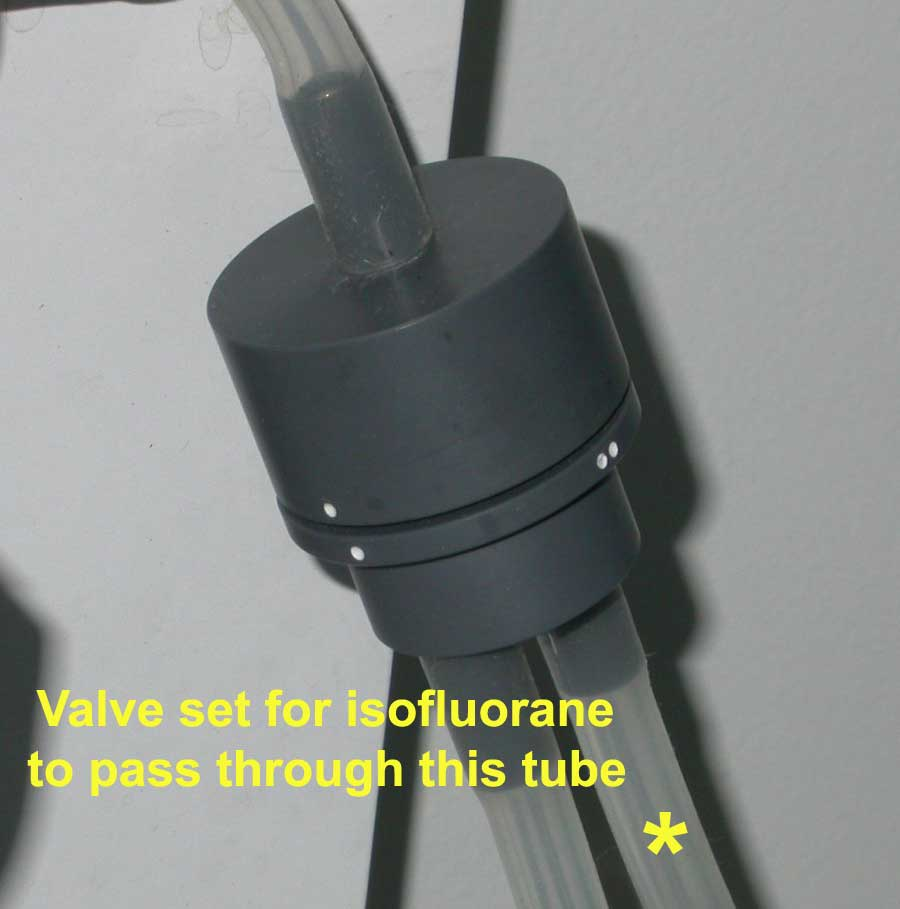 Valve set for isofluorane
to pass through this tube
*